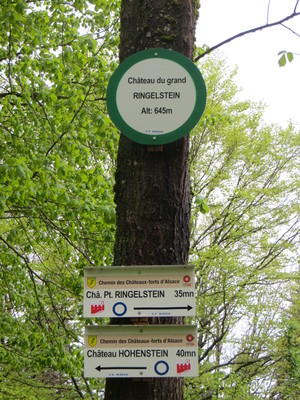 Château du grand
RINGELSTEIN
Alt: 645m
Chemin des Châteaux-forts d'Alsace
Châ. Pt. RINGELSTEIN 35mn
Chemin des Châteaux-forts d'Alsace
Château HOHENSTEIN 40mn